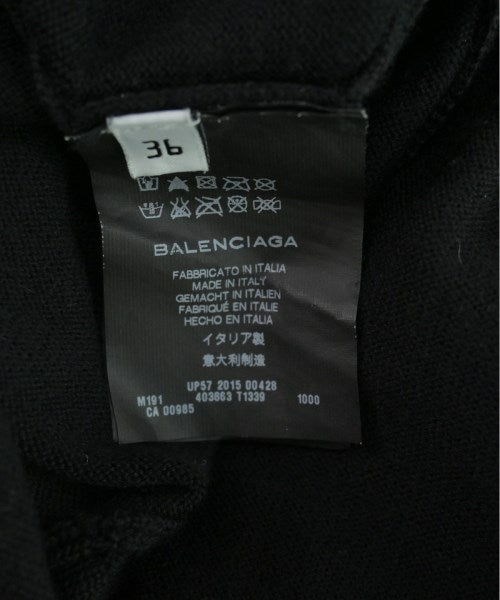 36
BALENCIAGA
FABBRICATO IN ITALIA
MADE IN ITALY
GEMACHT IN ITALIEN
FABRIQUÉ EN ITALIE
HECHO EN ITALIA
イタリア製
意大利制造
UP57 2015 00428
M191 403863 T1339 1000
CA 00985